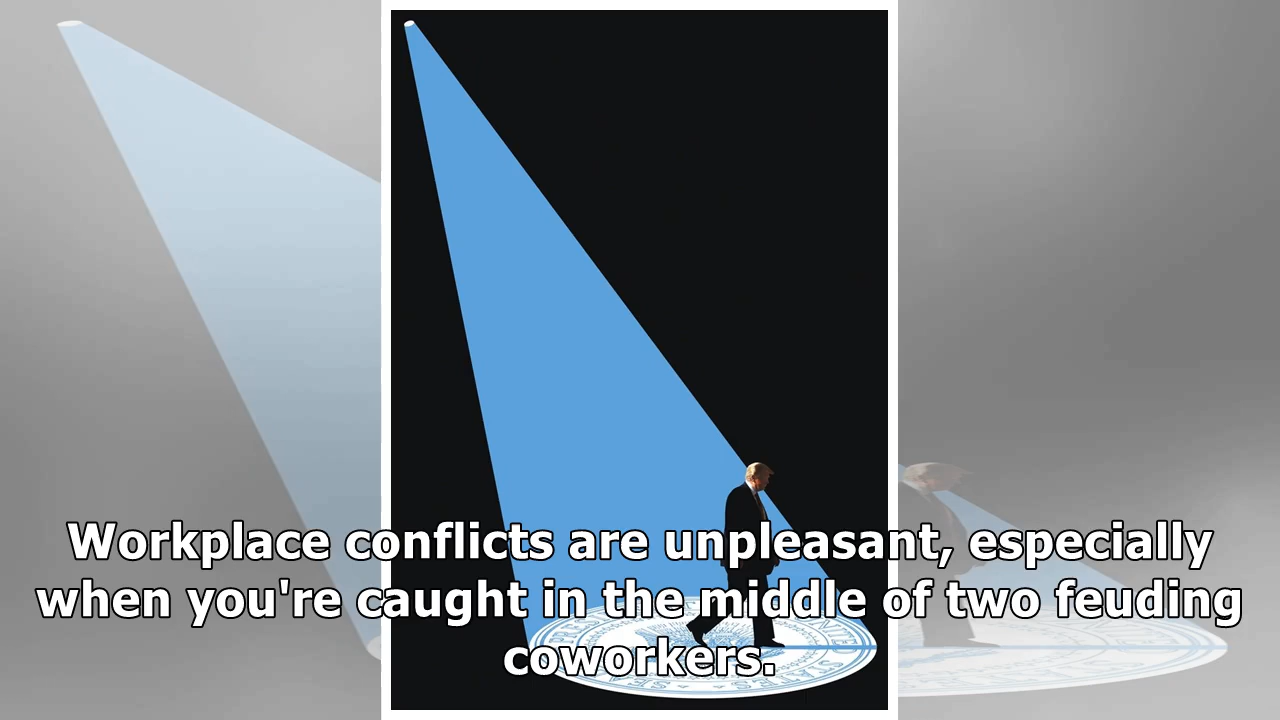 Workplace conflicts are unpleasant, especially
when you're caught in the middle of two feuding
coworkers.